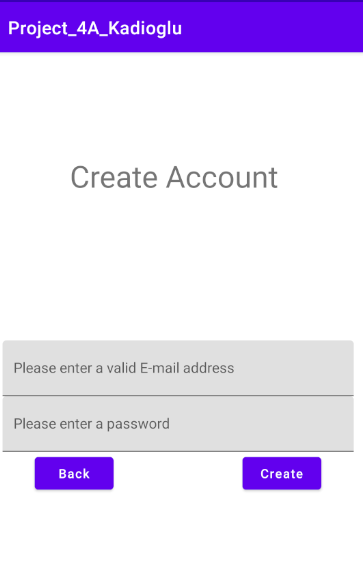 Project_4A_Kadioglu
Create Account
Please enter a valid E-mail address
Please enter a password
Back
Create